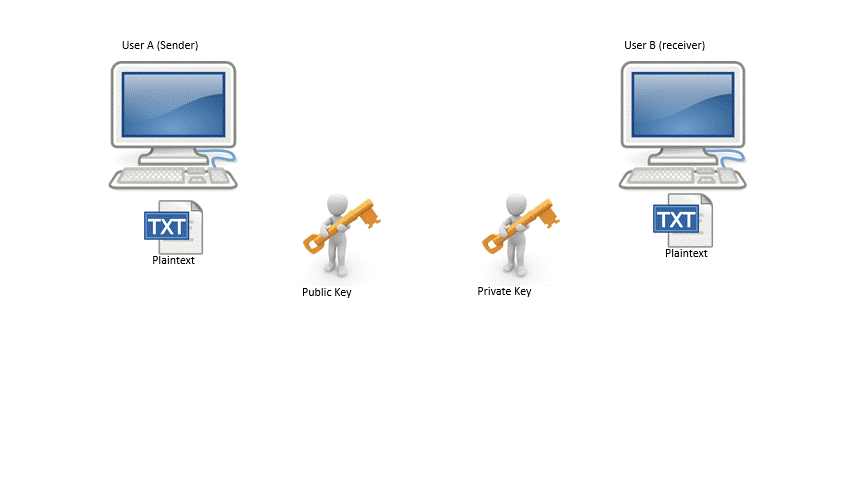 User A (Sender)
User B (receiver)
TXT
Plaintext
TXT
Plaintext
Public Key
Private Key